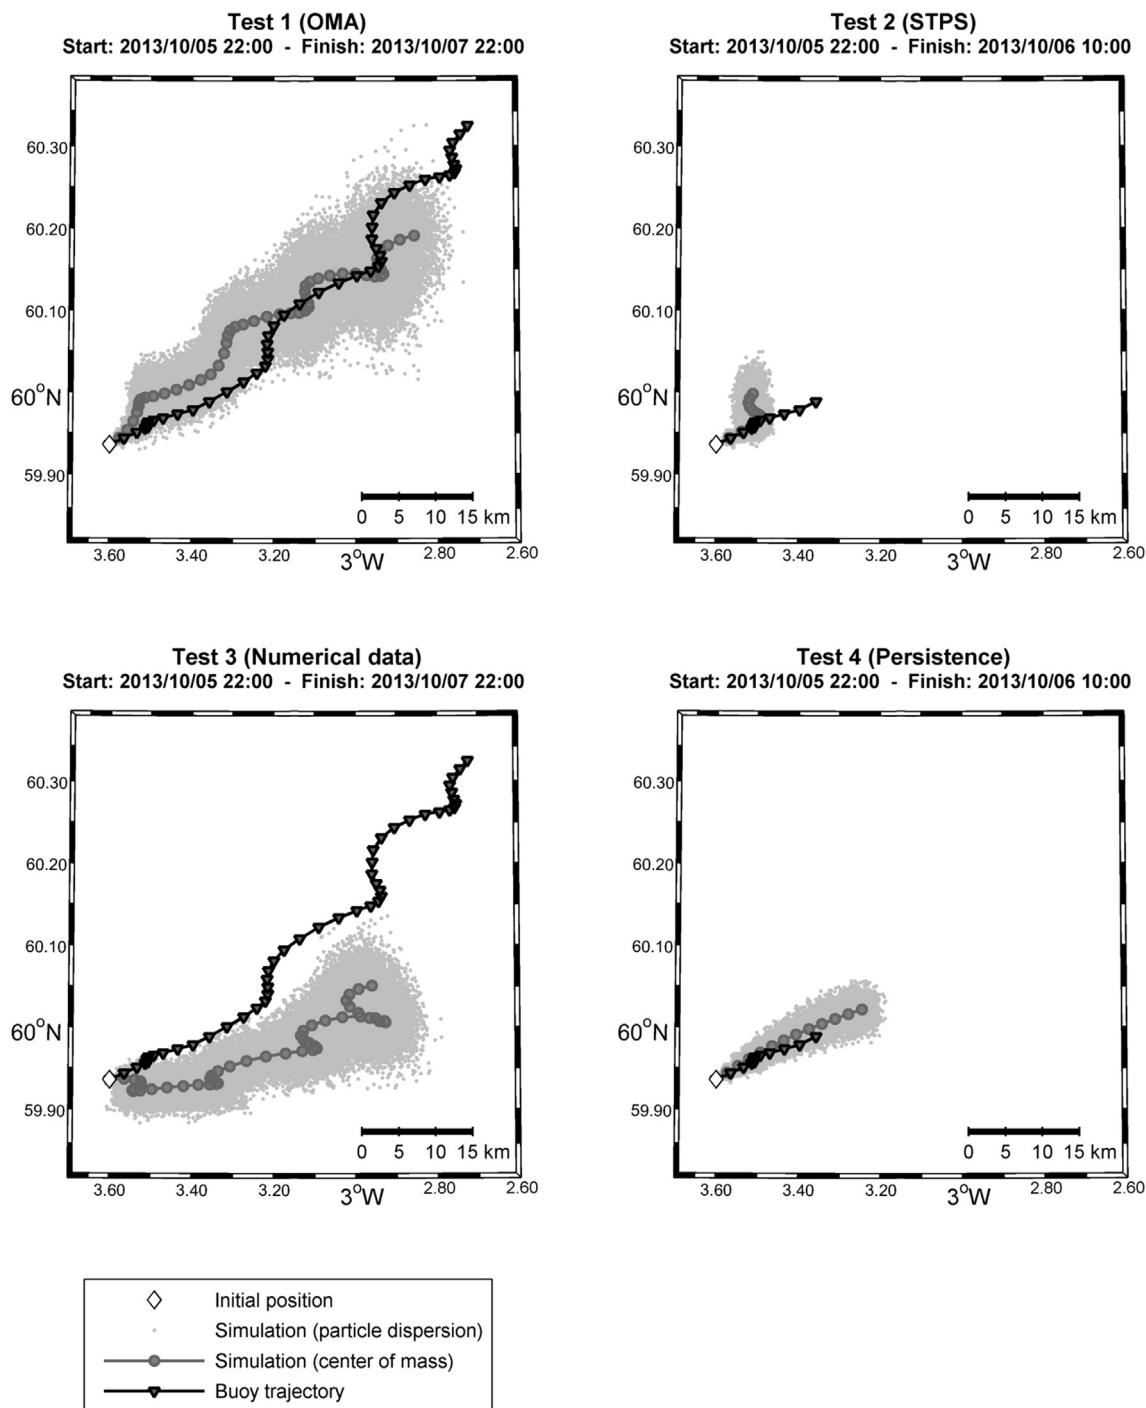 Test 1 (OMA)
Start: 2013/10/05 22:00 - Finish: 2013/10/07 22:00
60.30
60.20
60.10
60°N
59.90
0 5 10 15 km
3.60 3.40 3.20 3°W 2.80 2.60
Test 2 (STPS)
Start: 2013/10/05 22:00 - Finish: 2013/10/06 10:00
60.30
60.20
60.10
60°N
59.90
0 5 10 15 km
3.60 3.40 3.20 3°W 2.80 2.60
Test 3 (Numerical data)
Start: 2013/10/05 22:00 - Finish: 2013/10/07 22:00
60.30
60.20
60.10
60°N
59.90
0 5 10 15 km
3.60 3.40 3.20 3°W 2.80 2.60
Test 4 (Persistence)
Start: 2013/10/05 22:00 - Finish: 2013/10/06 10:00
60.30
60.20
60.10
60°N
59.90
0 5 10 15 km
3.60 3.40 3.20 3°W 2.80 2.60
Initial position
Simulation (particle dispersion)
Simulation (center of mass)
Buoy trajectory